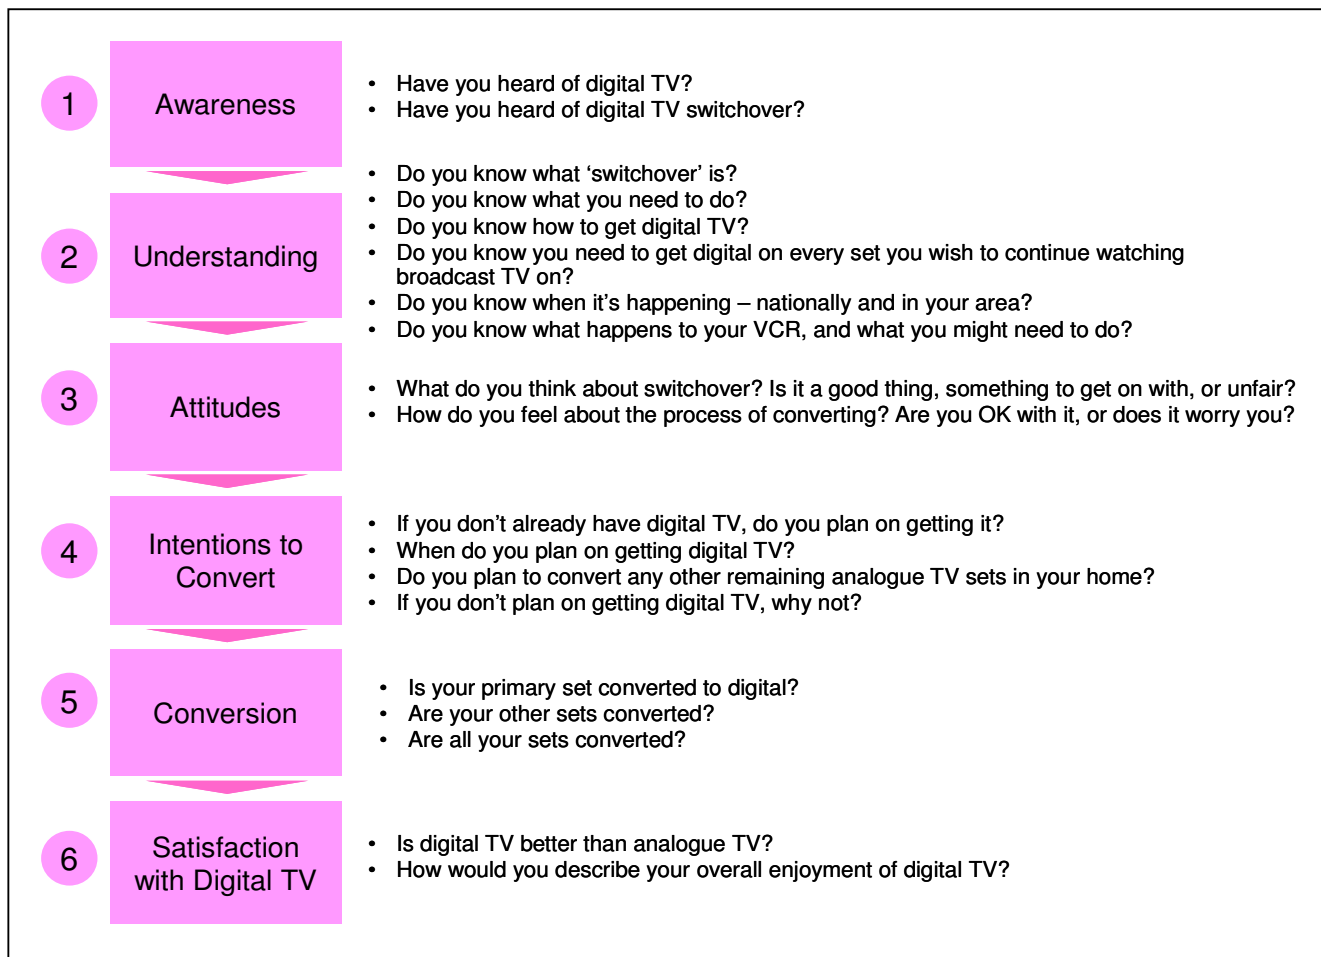 1
Awareness
• Have you heard of digital TV?
• Have you heard of digital TV switchover?
2
Understanding
• Do you know what ‘switchover’ is?
• Do you know what you need to do?
• Do you know how to get digital TV?
• Do you know you need to get digital on every set you wish to continue watching
broadcast TV on?
• Do you know when it’s happening – nationally and in your area?
• Do you know what happens to your VCR, and what you might need to do?
3
Attitudes
• What do you think about switchover? Is it a good thing, something to get on with, or unfair?
• How do you feel about the process of converting? Are you OK with it, or does it worry you?
4
Intentions to
Convert
• If you don’t already have digital TV, do you plan on getting it?
• When do you plan on getting digital TV?
• Do you plan to convert any other remaining analogue TV sets in your home?
• If you don’t plan on getting digital TV, why not?
5
Conversion
• Is your primary set converted to digital?
• Are your other sets converted?
• Are all your sets converted?
6
Satisfaction
with Digital TV
• Is digital TV better than analogue TV?
• How would you describe your overall enjoyment of digital TV?